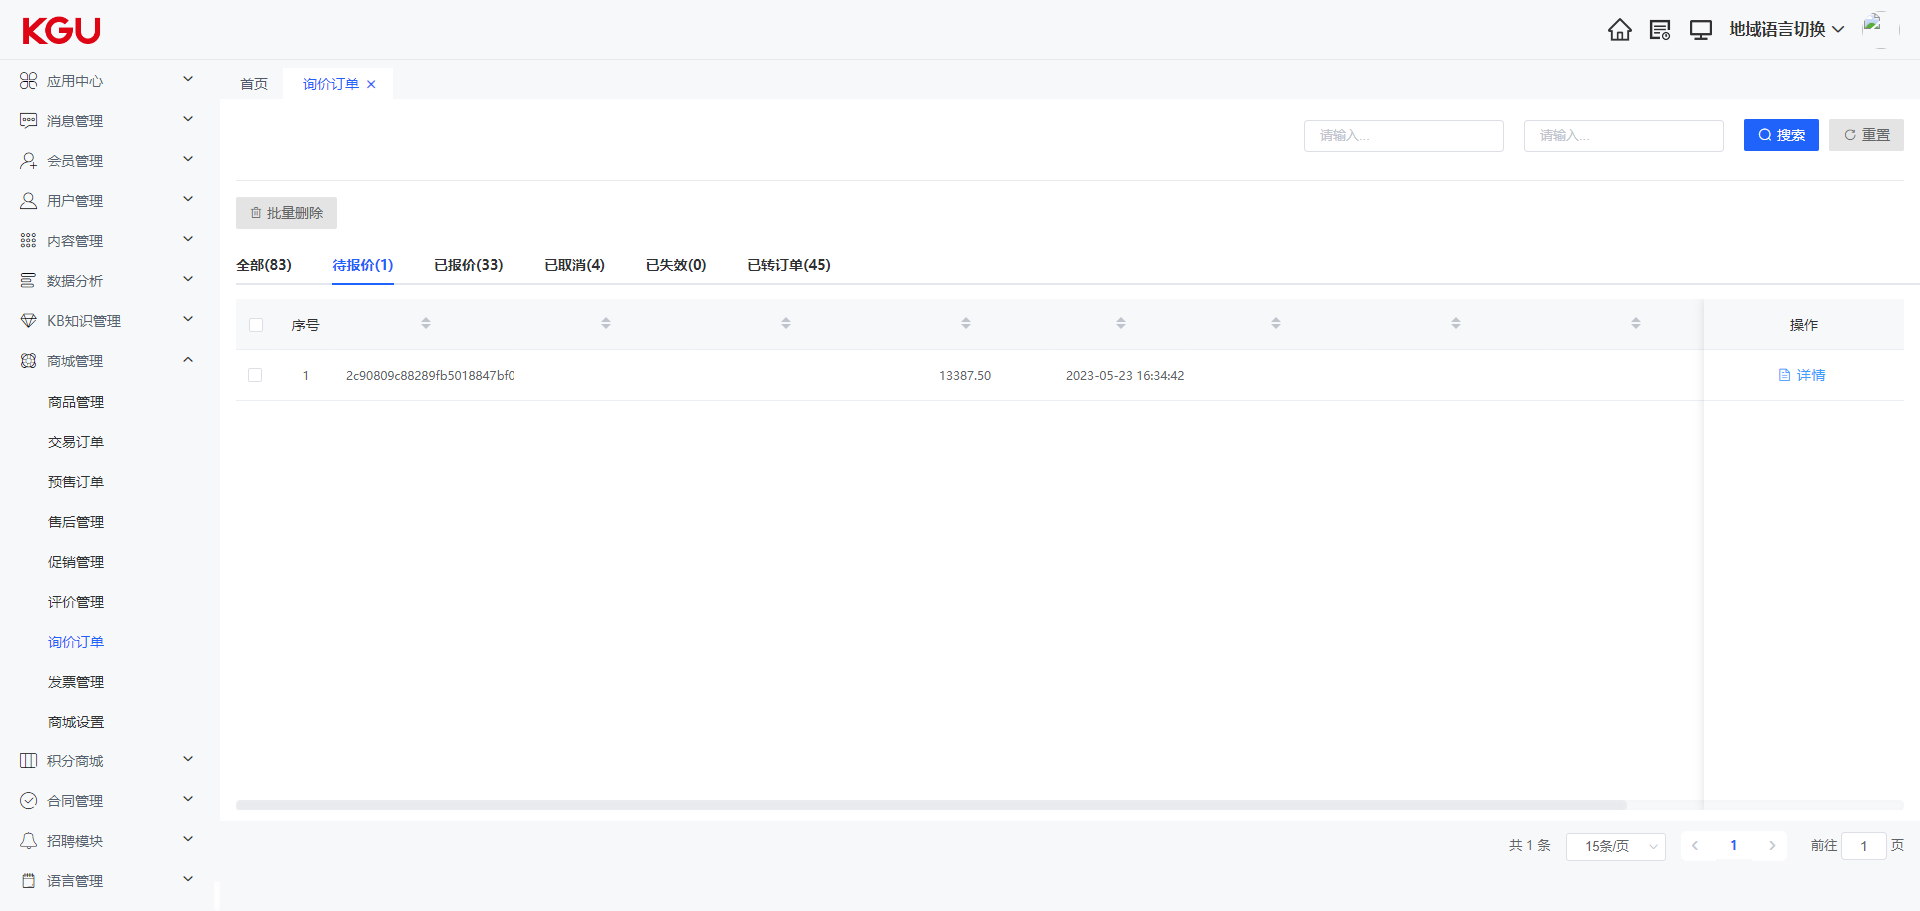 KGU
地域语言切换
应用中心
消息管理
会员管理
用户管理
内容管理
数据分析
KB知识管理
商城管理
商品管理
交易订单
预售订单
售后管理
促销管理
评价管理
询价订单
发票管理
商城设置
积分商城
合同管理
招聘模块
语言管理
首页 询价订单
请输入... 请输入... 搜索 重置
批量删除
全部(83) 待报价(1) 已报价(33) 已取消(4) 已失效(0) 已转订单(45)
序号 操作
1 2c90809c88289fb5018847bf0 13387.50 2023-05-23 16:34:42 详情
共 1 条 15条/页 1 前往 1 页